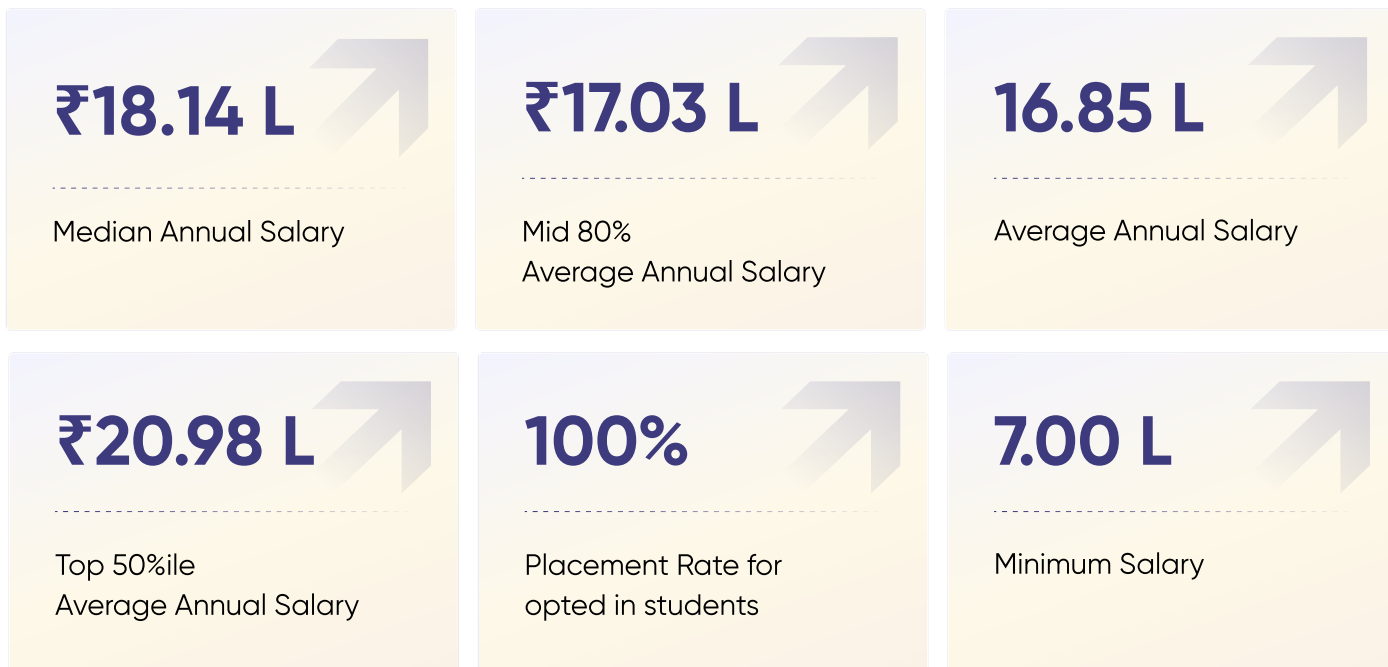 ₹18.14 L
Median Annual Salary
₹17.03 L
Mid 80%
Average Annual Salary
16.85 L
Average Annual Salary
₹20.98 L
Top 50%ile
Average Annual Salary
100%
Placement Rate for
opted in students
7.00 L
Minimum Salary